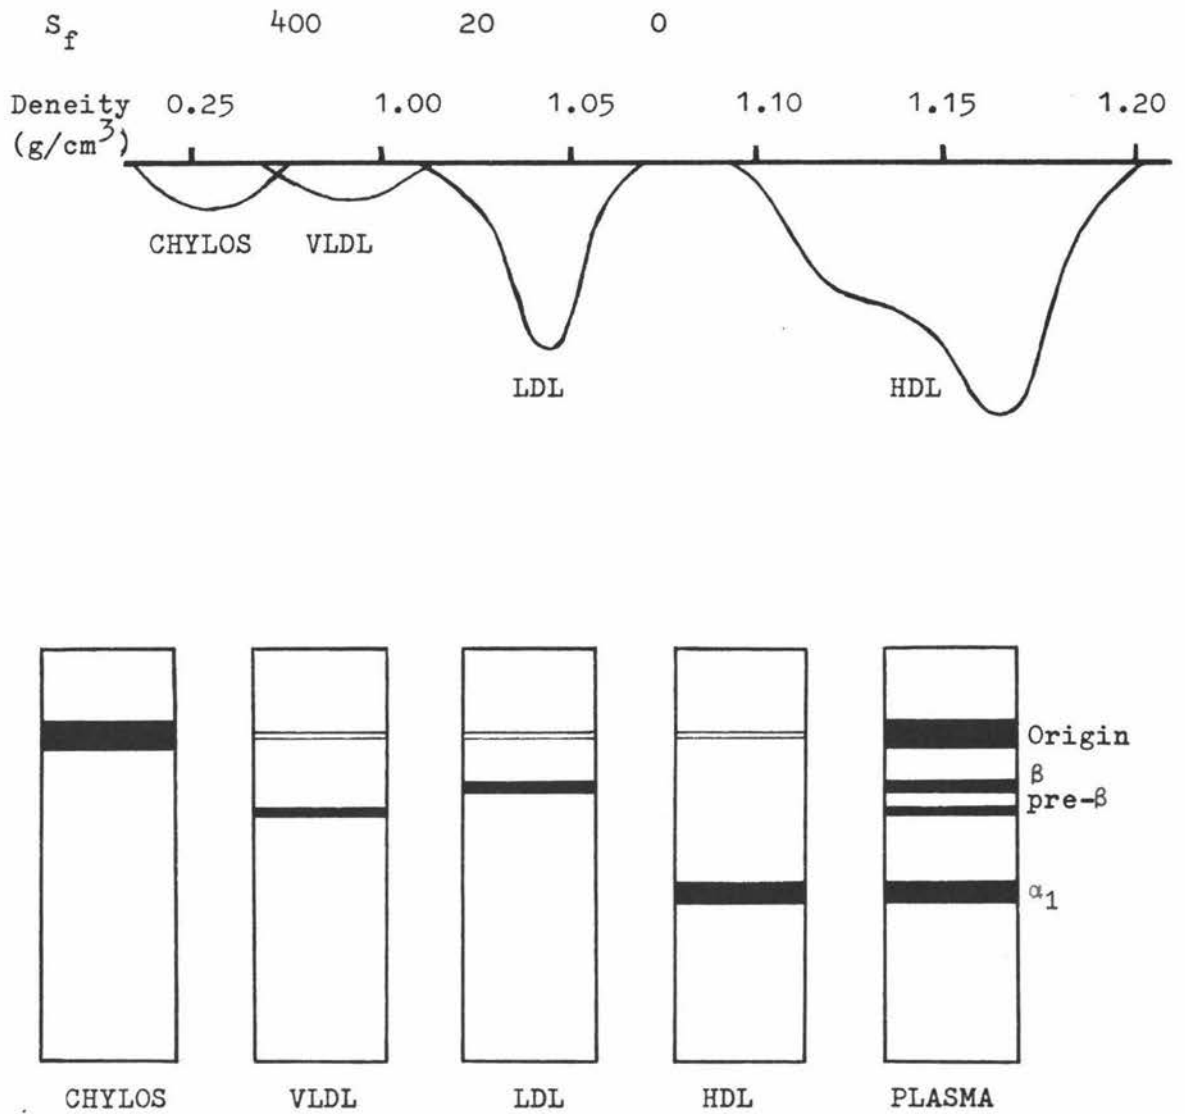 S_f 400 20 0
Deneity 0.25 1.00 1.05 1.10 1.15 1.20
(g/cm³)
CHYLOS VLDL
LDL HDL
Origin
β
pre-β
α₁
CHYLOS VLDL LDL HDL PLASMA